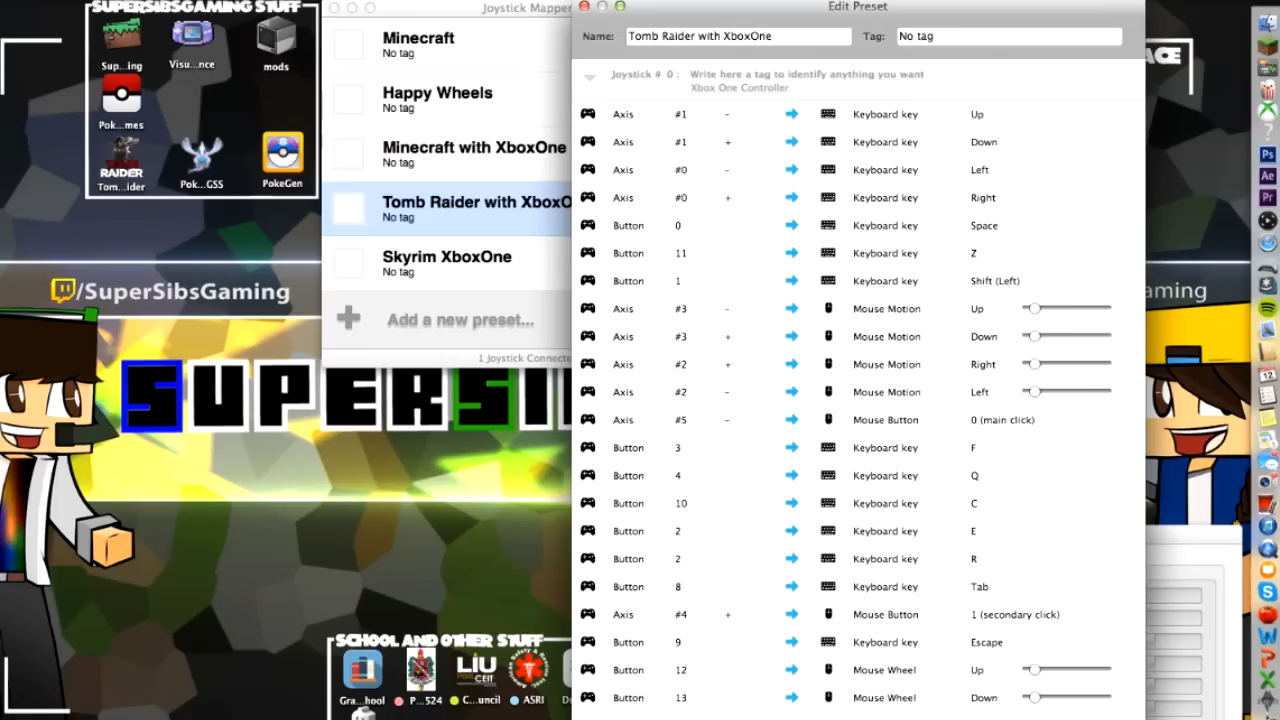 SUPERSIBSGAMING STUFF
Sup...ing
Visu...nce
mods
Pok...mes
RAIDER
Tom...ider
Pok...GSS
PokeGen
/SuperSibsGaming
SUPERSI
SCHOOL AND OTHER STUFF
LIU
CEIT
Gra...hool
P...524
C...uncil
ASRI
Joystick Mapper
Minecraft
No tag
Happy Wheels
No tag
Minecraft with XboxOne
No tag
Tomb Raider with XboxO
No tag
Skyrim XboxOne
No tag
Add a new preset...
1 Joystick Connecte
Edit Preset
Name: Tomb Raider with XboxOne Tag: No tag
Joystick # 0 : Write here a tag to identify anything you want
Xbox One Controller
Axis #1 - Keyboard key Up
Axis #1 + Keyboard key Down
Axis #0 - Keyboard key Left
Axis #0 + Keyboard key Right
Button 0 Keyboard key Space
Button 11 Keyboard key Z
Button 1 Keyboard key Shift (Left)
Axis #3 - Mouse Motion Up
Axis #3 + Mouse Motion Down
Axis #2 + Mouse Motion Right
Axis #2 - Mouse Motion Left
Axis #5 - Mouse Button 0 (main click)
Button 3 Keyboard key F
Button 4 Keyboard key Q
Button 10 Keyboard key C
Button 2 Keyboard key E
Button 2 Keyboard key R
Button 8 Keyboard key Tab
Axis #4 + Mouse Button 1 (secondary click)
Button 9 Keyboard key Escape
Button 12 Mouse Wheel Up
Button 13 Mouse Wheel Down
ACE
aming
?
Ps
Ae
Pr
12
S
W
P
X